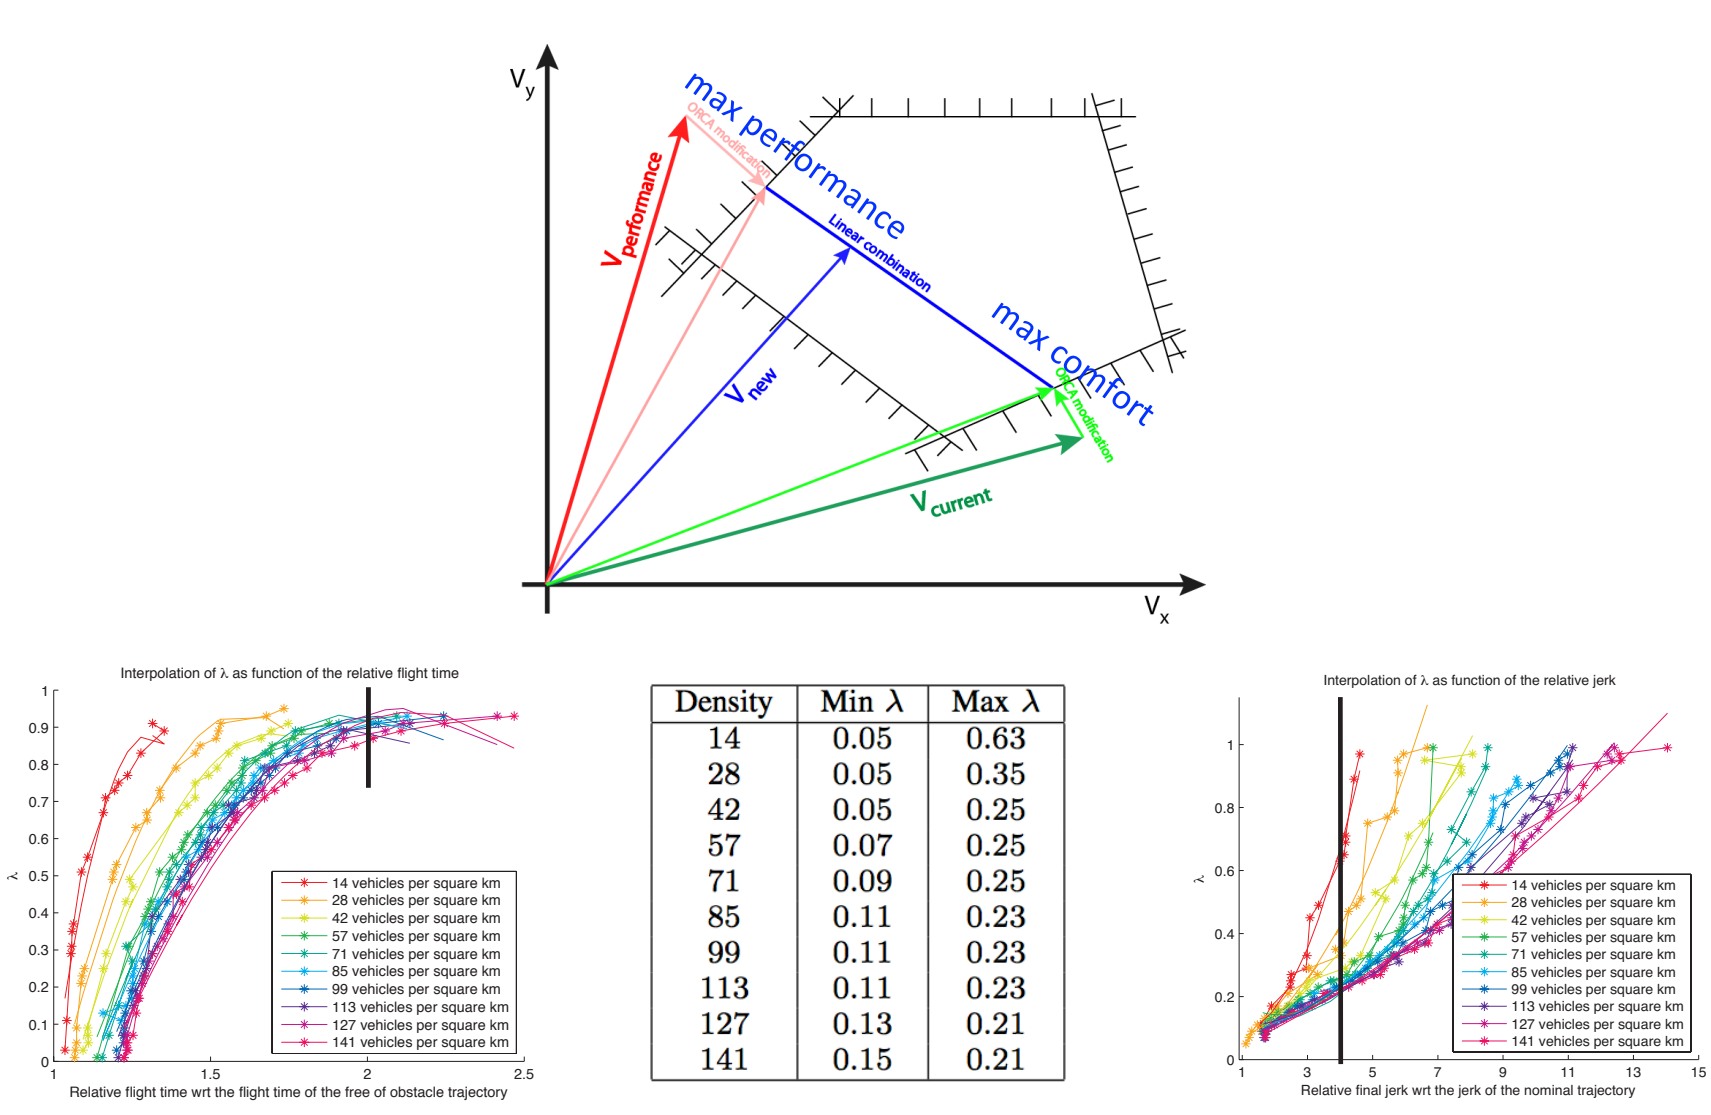 V_y
max performance
ORCA modification
V_performance
Linear combination
max comfort
ORCA modification
V_new
V_current
V_x
Interpolation of λ as function of the relative flight time
1
0.9
0.8
0.7
0.6
0.5
0.4
0.3
0.2
0.1
0
λ
14 vehicles per square km
28 vehicles per square km
42 vehicles per square km
57 vehicles per square km
71 vehicles per square km
85 vehicles per square km
99 vehicles per square km
113 vehicles per square km
127 vehicles per square km
141 vehicles per square km
1 1.5 2 2.5
Relative flight time wrt the flight time of the free of obstacle trajectory
Density Min λ Max λ
14 0.05 0.63
28 0.05 0.35
42 0.05 0.25
57 0.07 0.25
71 0.09 0.25
85 0.11 0.23
99 0.11 0.23
113 0.11 0.23
127 0.13 0.21
141 0.15 0.21
Interpolation of λ as function of the relative jerk
1
0.8
0.6
0.4
0.2
0
λ
14 vehicles per square km
28 vehicles per square km
42 vehicles per square km
57 vehicles per square km
71 vehicles per square km
85 vehicles per square km
99 vehicles per square km
113 vehicles per square km
127 vehicles per square km
141 vehicles per square km
1 3 5 7 9 11 13 15
Relative final jerk wrt the jerk of the nominal trajectory